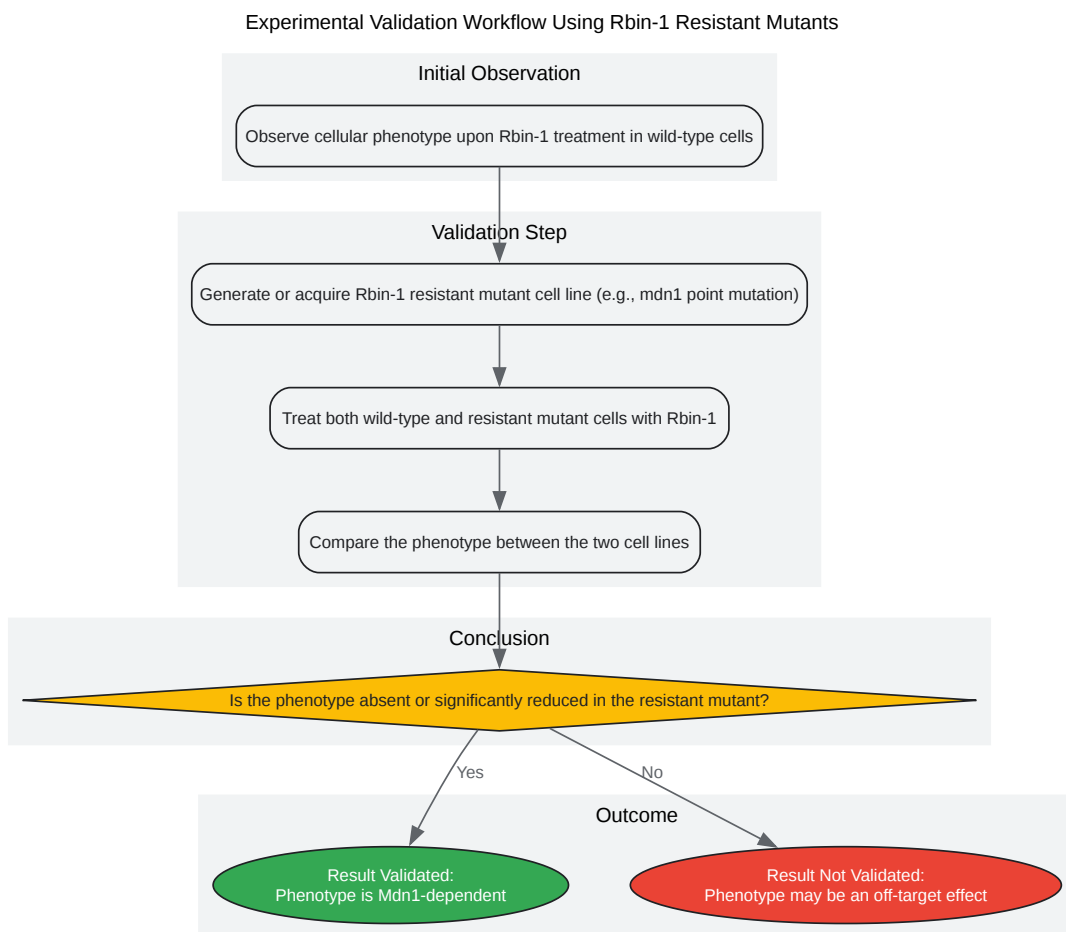 Experimental Validation Workflow Using Rbin-1 Resistant Mutants
Initial Observation
Observe cellular phenotype upon Rbin-1 treatment in wild-type cells
Validation Step
Generate or acquire Rbin-1 resistant mutant cell line (e.g., mdn1 point mutation)
Treat both wild-type and resistant mutant cells with Rbin-1
Compare the phenotype between the two cell lines
Conclusion
Is the phenotype absent or significantly reduced in the resistant mutant?
Yes
No
Outcome
Result Validated:
Phenotype is Mdn1-dependent
Result Not Validated:
Phenotype may be an off-target effect